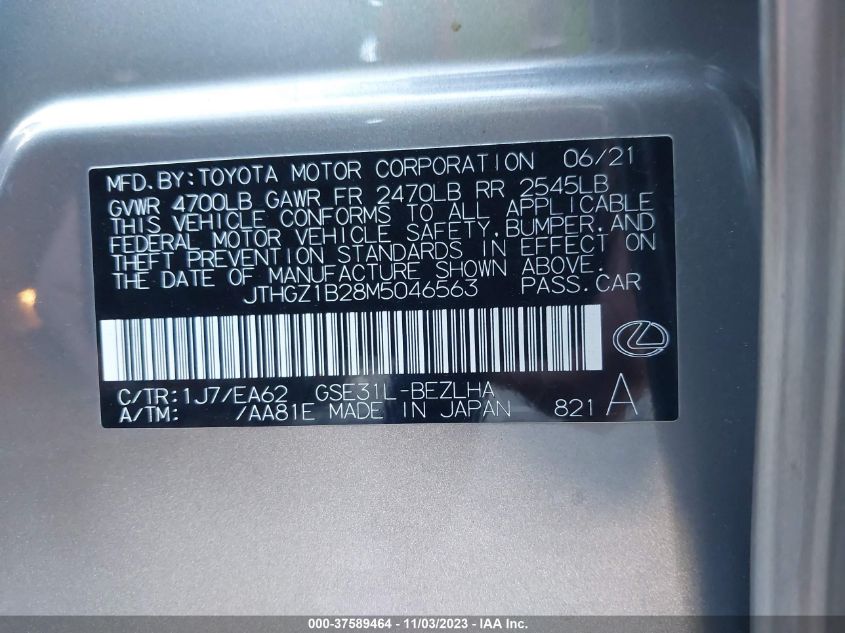 MFD.BY:TOYOTA MOTOR CORPORATION 06/21
GVWR 4700LB GAWR FR 2470LB RR 2545LB
THIS VEHICLE CONFORMS TO ALL APPLICABLE
FEDERAL MOTOR VEHICLE SAFETY,BUMPER,AND
THEFT PREVENTION STANDARDS IN EFFECT ON
THE DATE OF MANUFACTURE SHOWN ABOVE.
JTHGZ1B28M5046563 PASS.CAR
C/TR:1J7/EA62 GSE31L-BEZLHA
A/TM: /AA81E MADE IN JAPAN 821 A
000-37589464 - 11/03/2023 - IAA Inc.